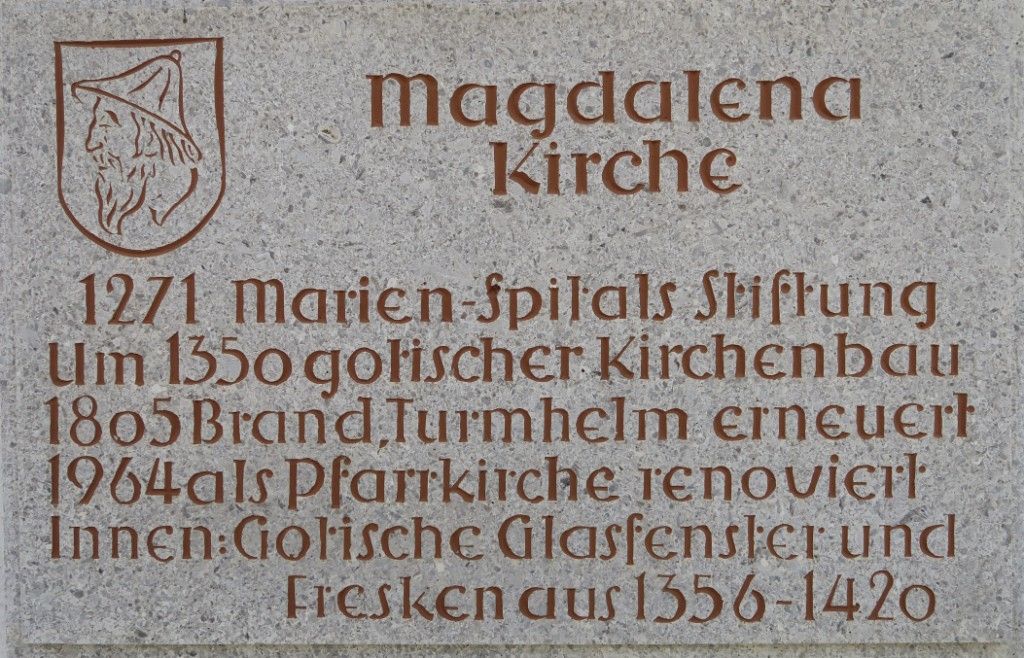 Magdalena
Kirche
1271 Marien-Spitals Stiftung
Um 1350 gotischer Kirchenbau
1805 Brand, Turmhelm erneuert
1964 als Pfarrkirche renoviert
Innen: Gotische Glasfenster und
Fresken aus 1356-1420